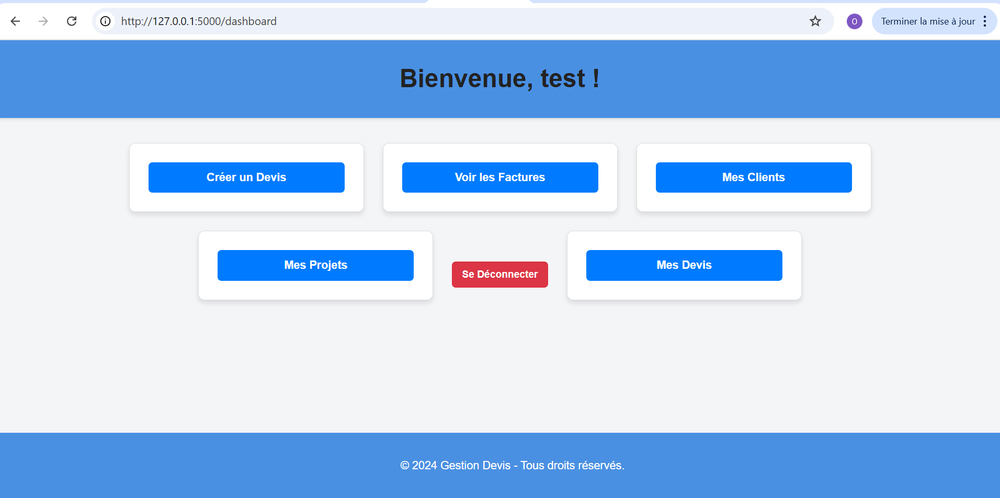 http://127.0.0.1:5000/dashboard
O
Terminer la mise à jour
Bienvenue, test !
Créer un Devis
Voir les Factures
Mes Clients
Mes Projets
Se Déconnecter
Mes Devis
© 2024 Gestion Devis - Tous droits réservés.